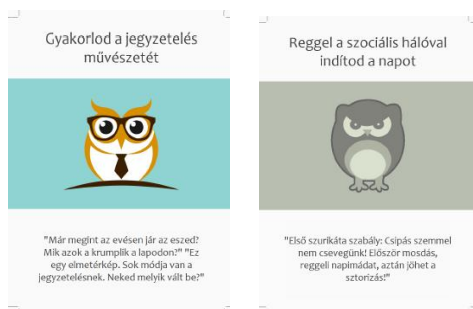 Gyakorlod a jegyzetelés
művészetét
"Már megint az evésen jár az eszed?
Mik azok a krumplik a lapodon?" "Ez
egy elmetérkép. Sok módja van a
jegyzetelésnek. Neked melyik vált be?"
Reggel a szociális hálóval
indítod a napot
"Első szurikáta szabály: Csipás szemmel
nem csevegünk! Először mosdás,
reggeli napimádat, aztán jöhet a
sztorizás!"